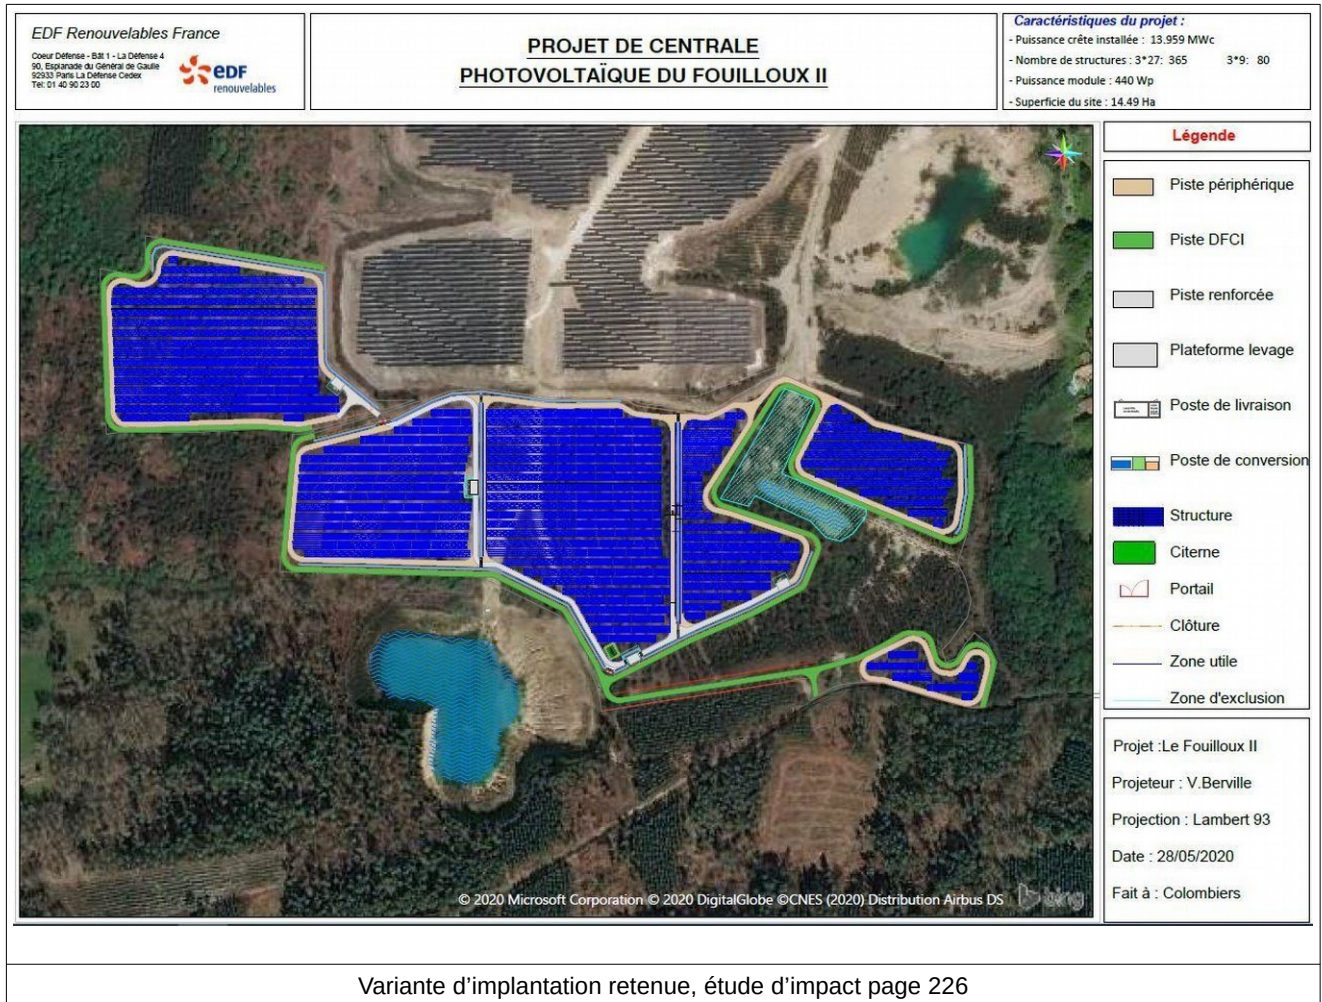 EDF Renouvelables France
Coeur Défense - Bât 1 - La Défense 4
90, Esplanade du Général de Gaulle
92933 Paris La Défense Cedex
Tel: 01 40 90 23 00
edf
renouvelables
PROJET DE CENTRALE
PHOTOVOLTAÏQUE DU FOUILLOUX II
Caractéristiques du projet :
- Puissance crête installée : 13.959 MWc
- Nombre de structures : 3*27: 365 3*9: 80
- Puissance module : 440 Wp
- Superficie du site : 14.49 Ha
Légende
Piste périphérique
Piste DFCI
Piste renforcée
Plateforme levage
Poste de livraison
Poste de conversion
Structure
Citerne
Portail
Clôture
Zone utile
Zone d'exclusion
Projet :Le Fouilloux II
Projeteur : V.Berville
Projection : Lambert 93
Date : 28/05/2020
Fait à : Colombiers
© 2020 Microsoft Corporation © 2020 DigitalGlobe ©CNES (2020) Distribution Airbus DS
bing
Variante d’implantation retenue, étude d’impact page 226